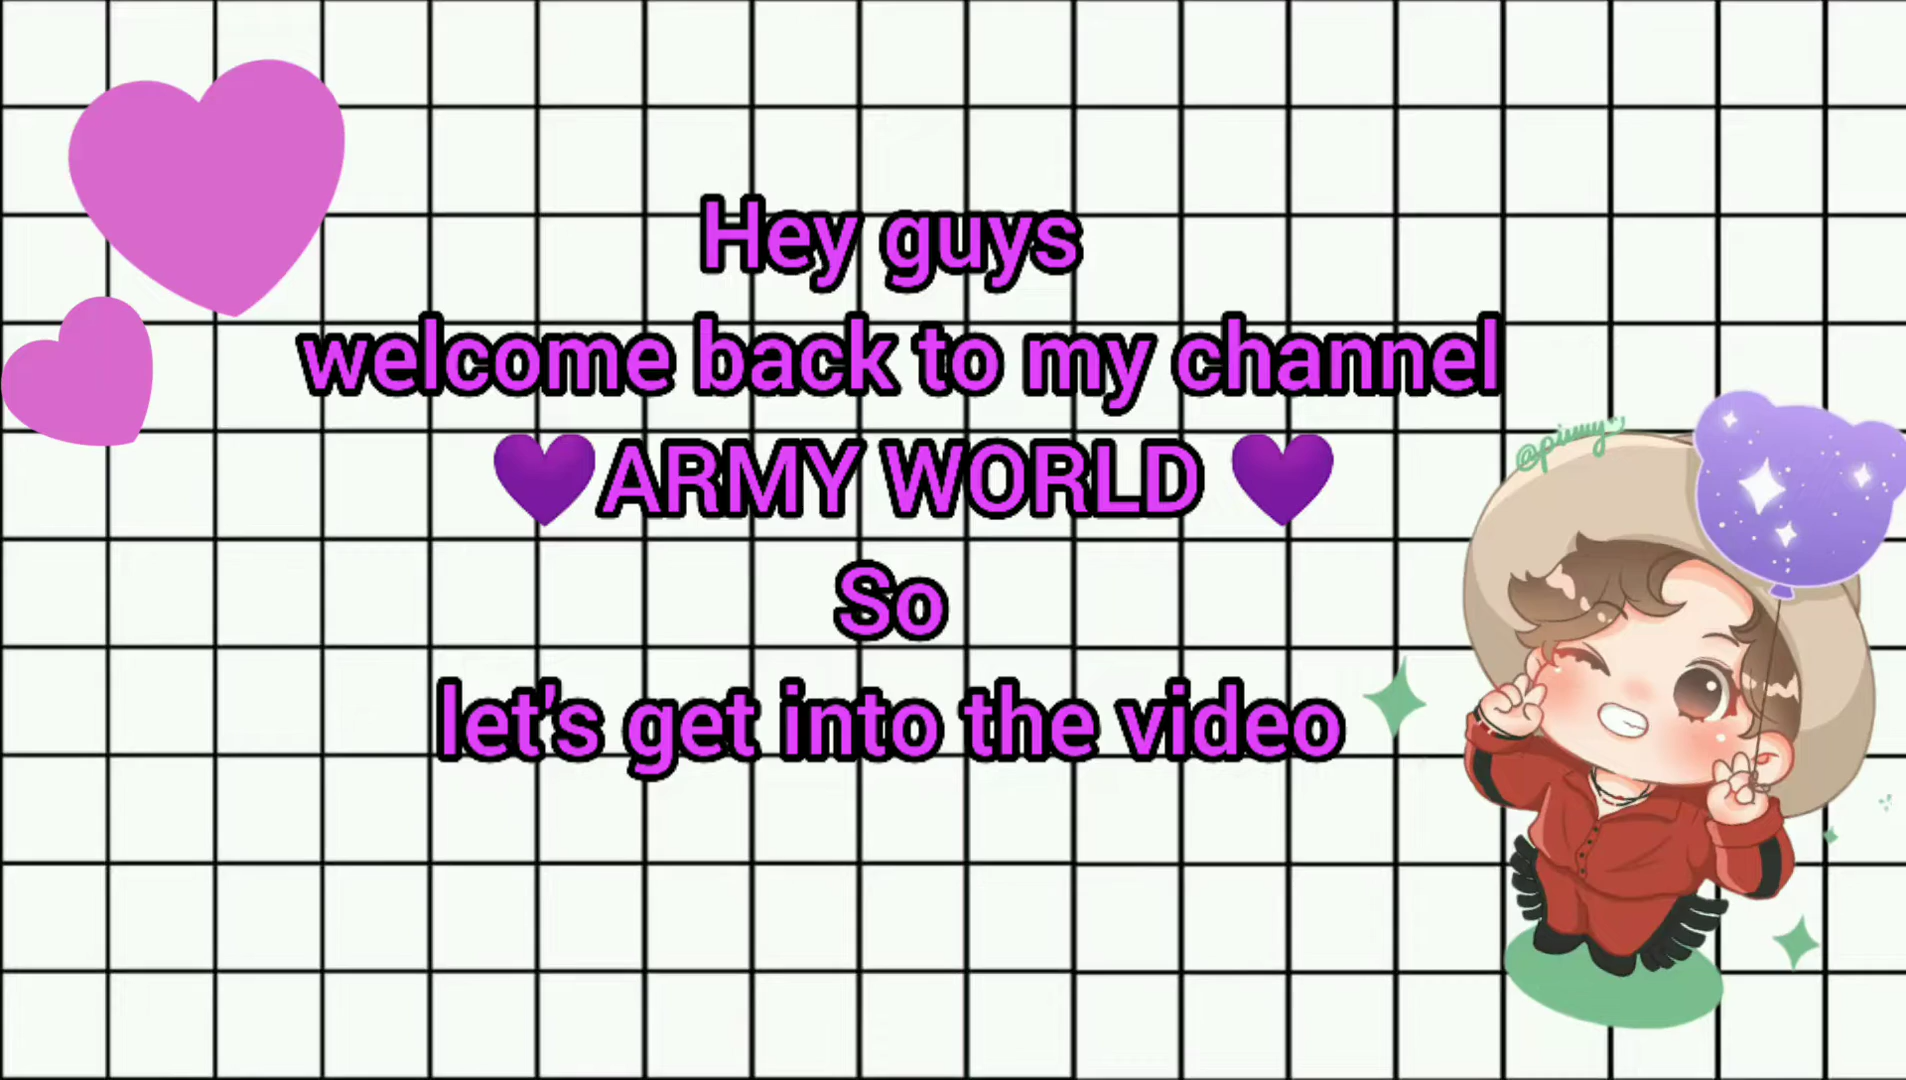 Hey guys
welcome back to my channel
💜ARMY WORLD 💜
So
let's get into the video